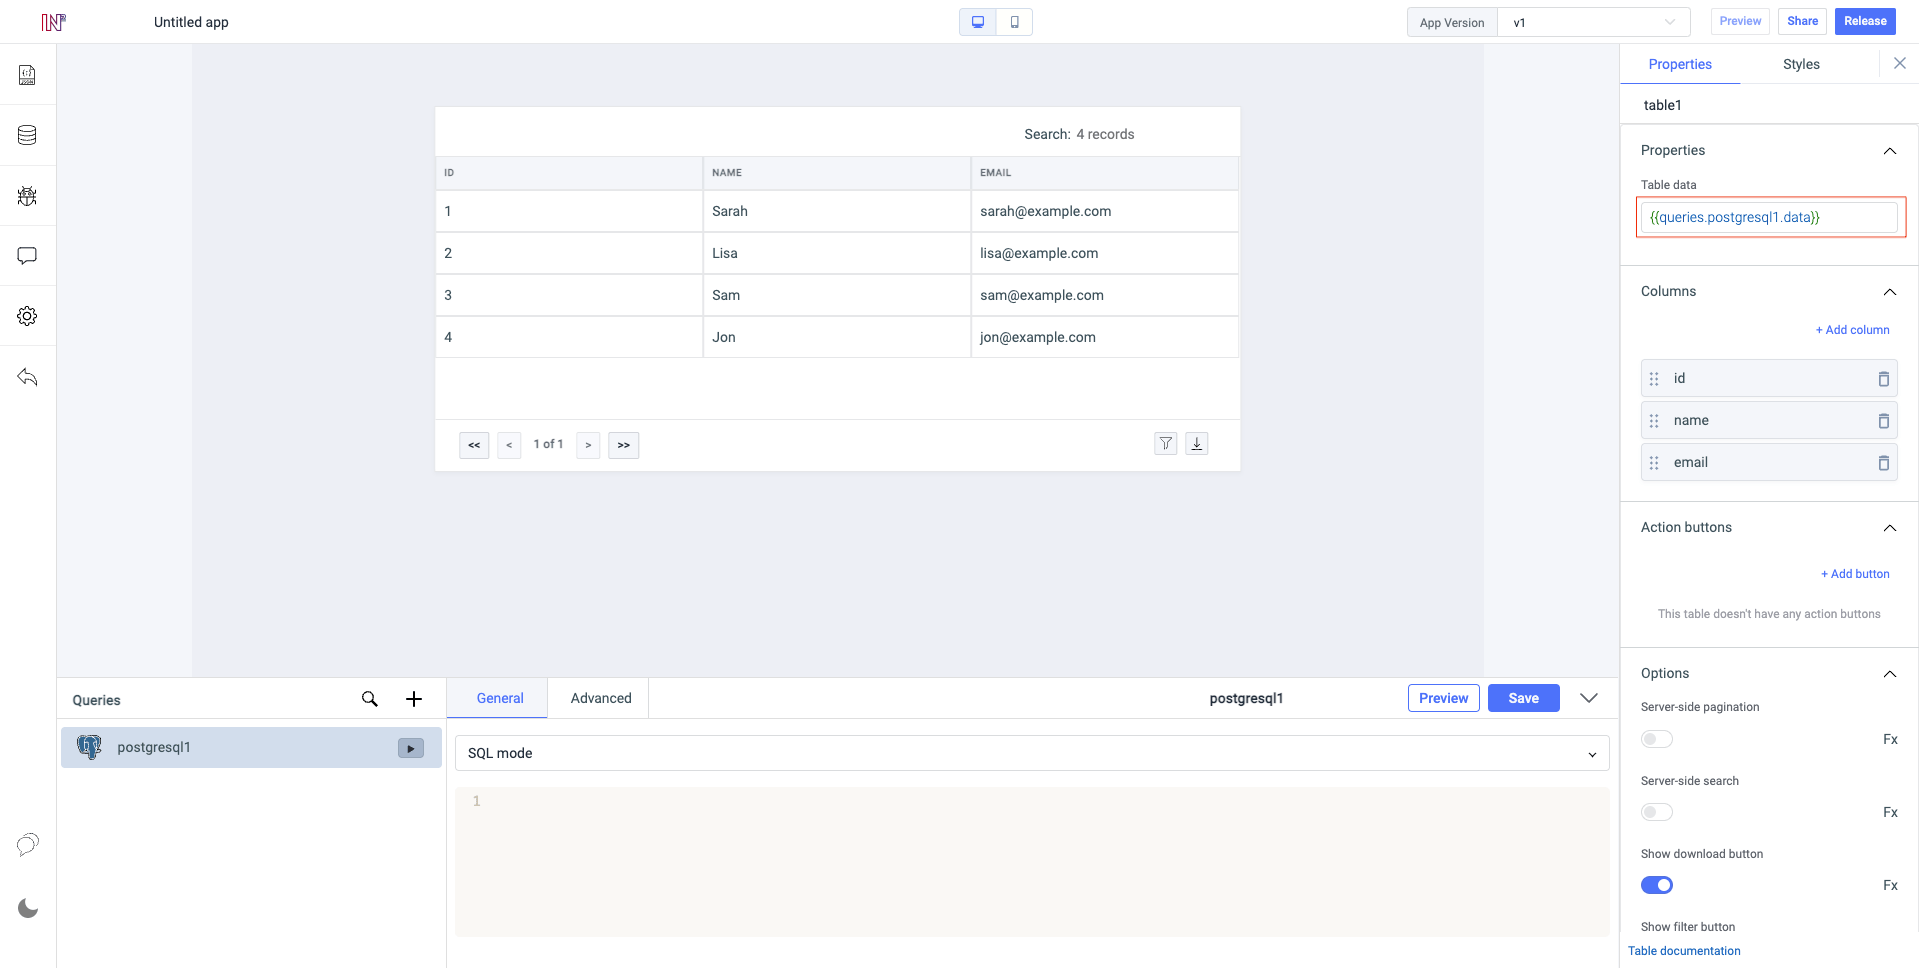 Untitled app
App Version
v1
Preview
Share
Release
Properties
Styles
table1
Properties
Table data
{{queries.postgresql1.data}}
Columns
+ Add column
id
name
email
Action buttons
+ Add button
This table doesn't have any action buttons
Options
Server-side pagination
Fx
Server-side search
Fx
Show download button
Fx
Show filter button
Table documentation
Search: 4 records
ID NAME EMAIL
1 Sarah sarah@example.com
2 Lisa lisa@example.com
3 Sam sam@example.com
4 Jon jon@example.com
<< < 1 of 1 > >>
Queries
postgresql1
General
Advanced
postgresql1
Preview
Save
SQL mode
1